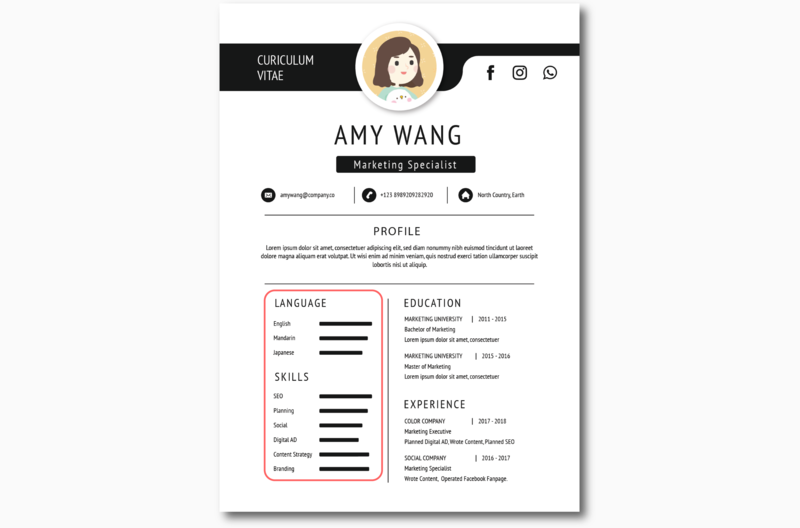 CURICULUM
VITAE
AMY WANG
Marketing Specialist
amywang@company.co
+123 8989209282920
North Country, Earth
PROFILE
Lorem ipsum dolor sit amet, consectetuer adipiscing elit, sed diam nonummy nibh euismod tincidunt ut laoreet
dolore magna aliquam erat volutpat. Ut wisi enim ad minim veniam, quis nostrud exerci tation ullamcorper suscipit
lobortis nisl ut aliquip.
LANGUAGE
English
Mandarin
Japanese
SKILLS
SEO
Planning
Social
Digital AD
Content Strategy
Branding
EDUCATION
MARKETING UNIVERSITY | 2011 - 2015
Bachelor of Marketing
Lorem ipsum dolor sit amet, consectetuer
MARKETING UNIVERSITY | 2015 - 2016
Master of Marketing
Lorem ipsum dolor sit amet, consectetuer
EXPERIENCE
COLOR COMPANY | 2017 - 2018
Marketing Executive
Planned Digital AD, Wrote Content, Planned SEO
SOCIAL COMPANY | 2016 - 2017
Marketing Specialist
Wrote Content, Operated Facebook Fanpage.